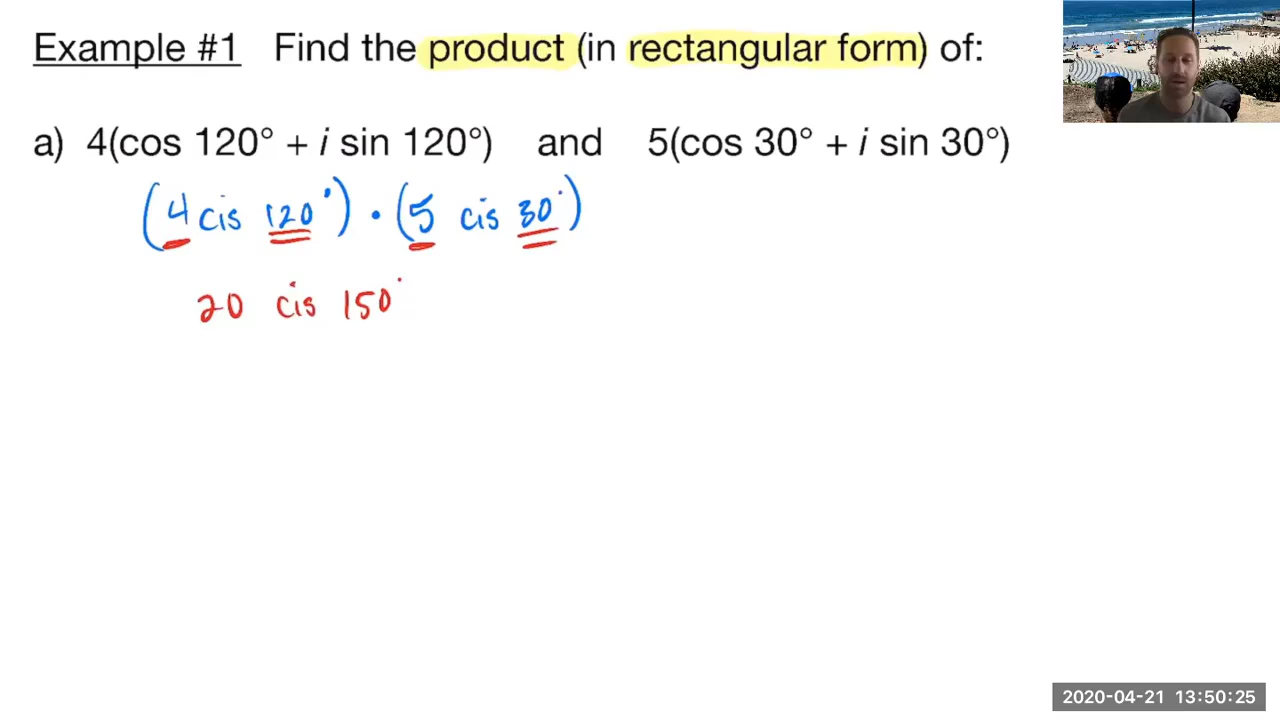 Example #1 Find the product (in rectangular form) of:
a) 4(cos 120° + i sin 120°) and 5(cos 30° + i sin 30°)
(4 cis 120°) • (5 cis 30°)
20 cis 150°
2020-04-21 13:50:25